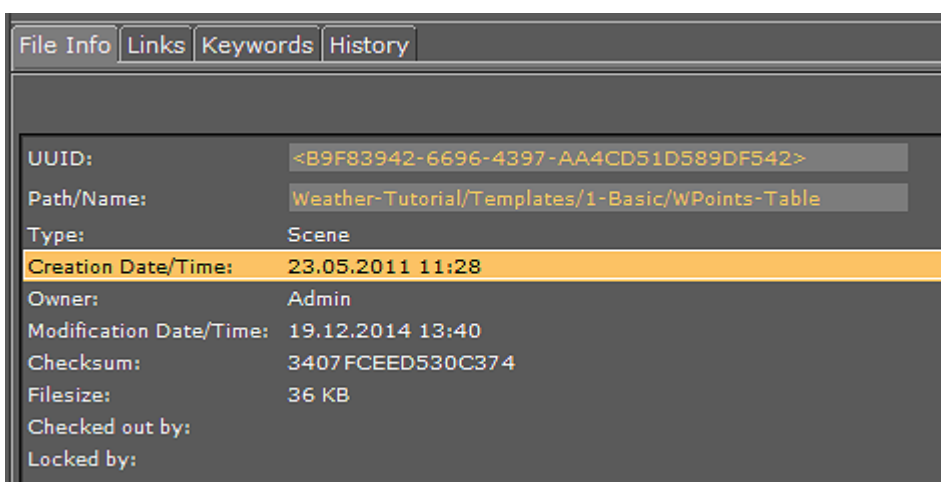 File Info Links Keywords History
UUID: <B9F83942-6696-4397-AA4CD51D589DF542>
Path/Name: Weather-Tutorial/Templates/1-Basic/WPoints-Table
Type: Scene
Creation Date/Time: 23.05.2011 11:28
Owner: Admin
Modification Date/Time: 19.12.2014 13:40
Checksum: 3407FCEED530C374
Filesize: 36 KB
Checked out by:
Locked by: